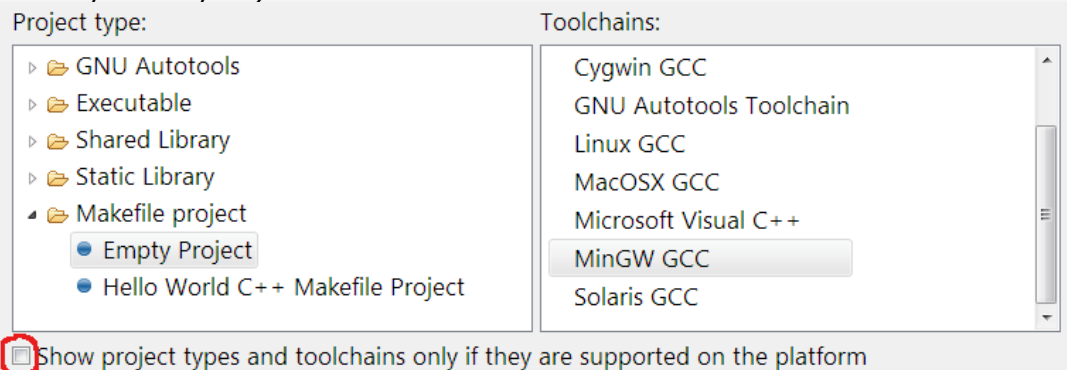 Project type:
Toolchains:
GNU Autotools
Executable
Shared Library
Static Library
Makefile project
Empty Project
Hello World C++ Makefile Project
Cygwin GCC
GNU Autotools Toolchain
Linux GCC
MacOSX GCC
Microsoft Visual C++
MinGW GCC
Solaris GCC
Show project types and toolchains only if they are supported on the platform